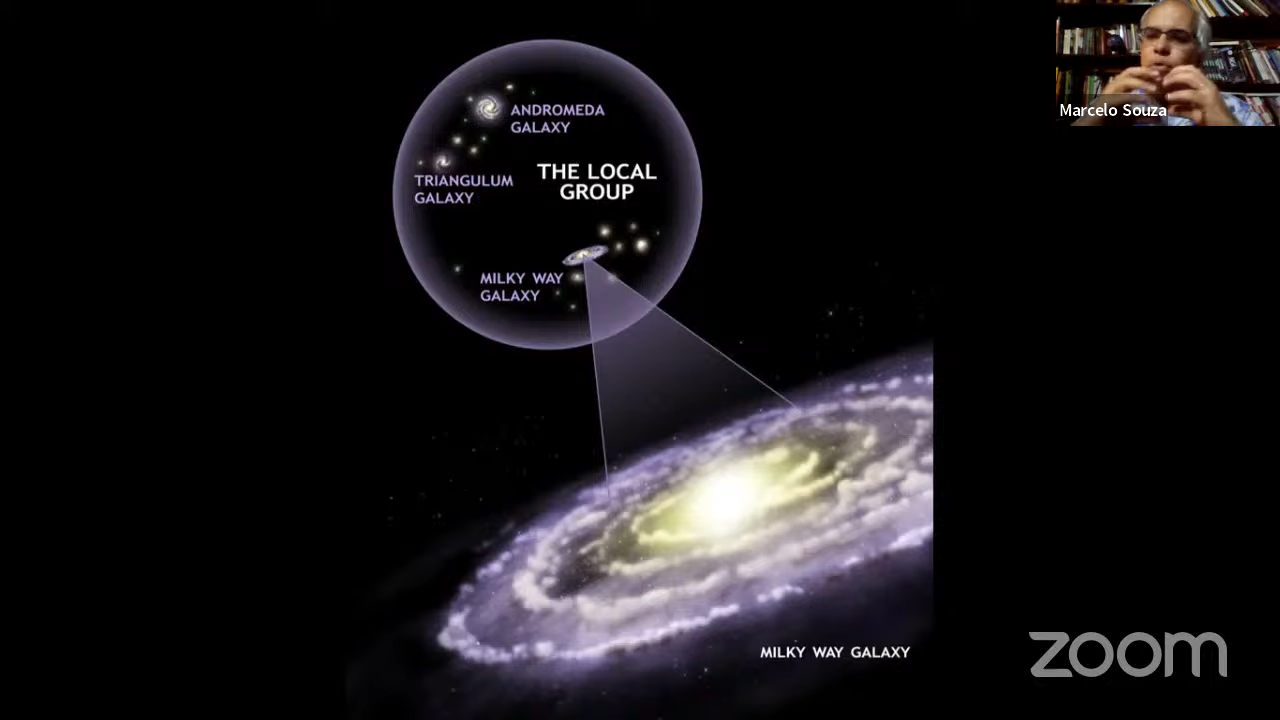 Marcelo Souza
ANDROMEDA
GALAXY
THE LOCAL
GROUP
TRIANGULUM
GALAXY
MILKY WAY
GALAXY
MILKY WAY GALAXY
zoom